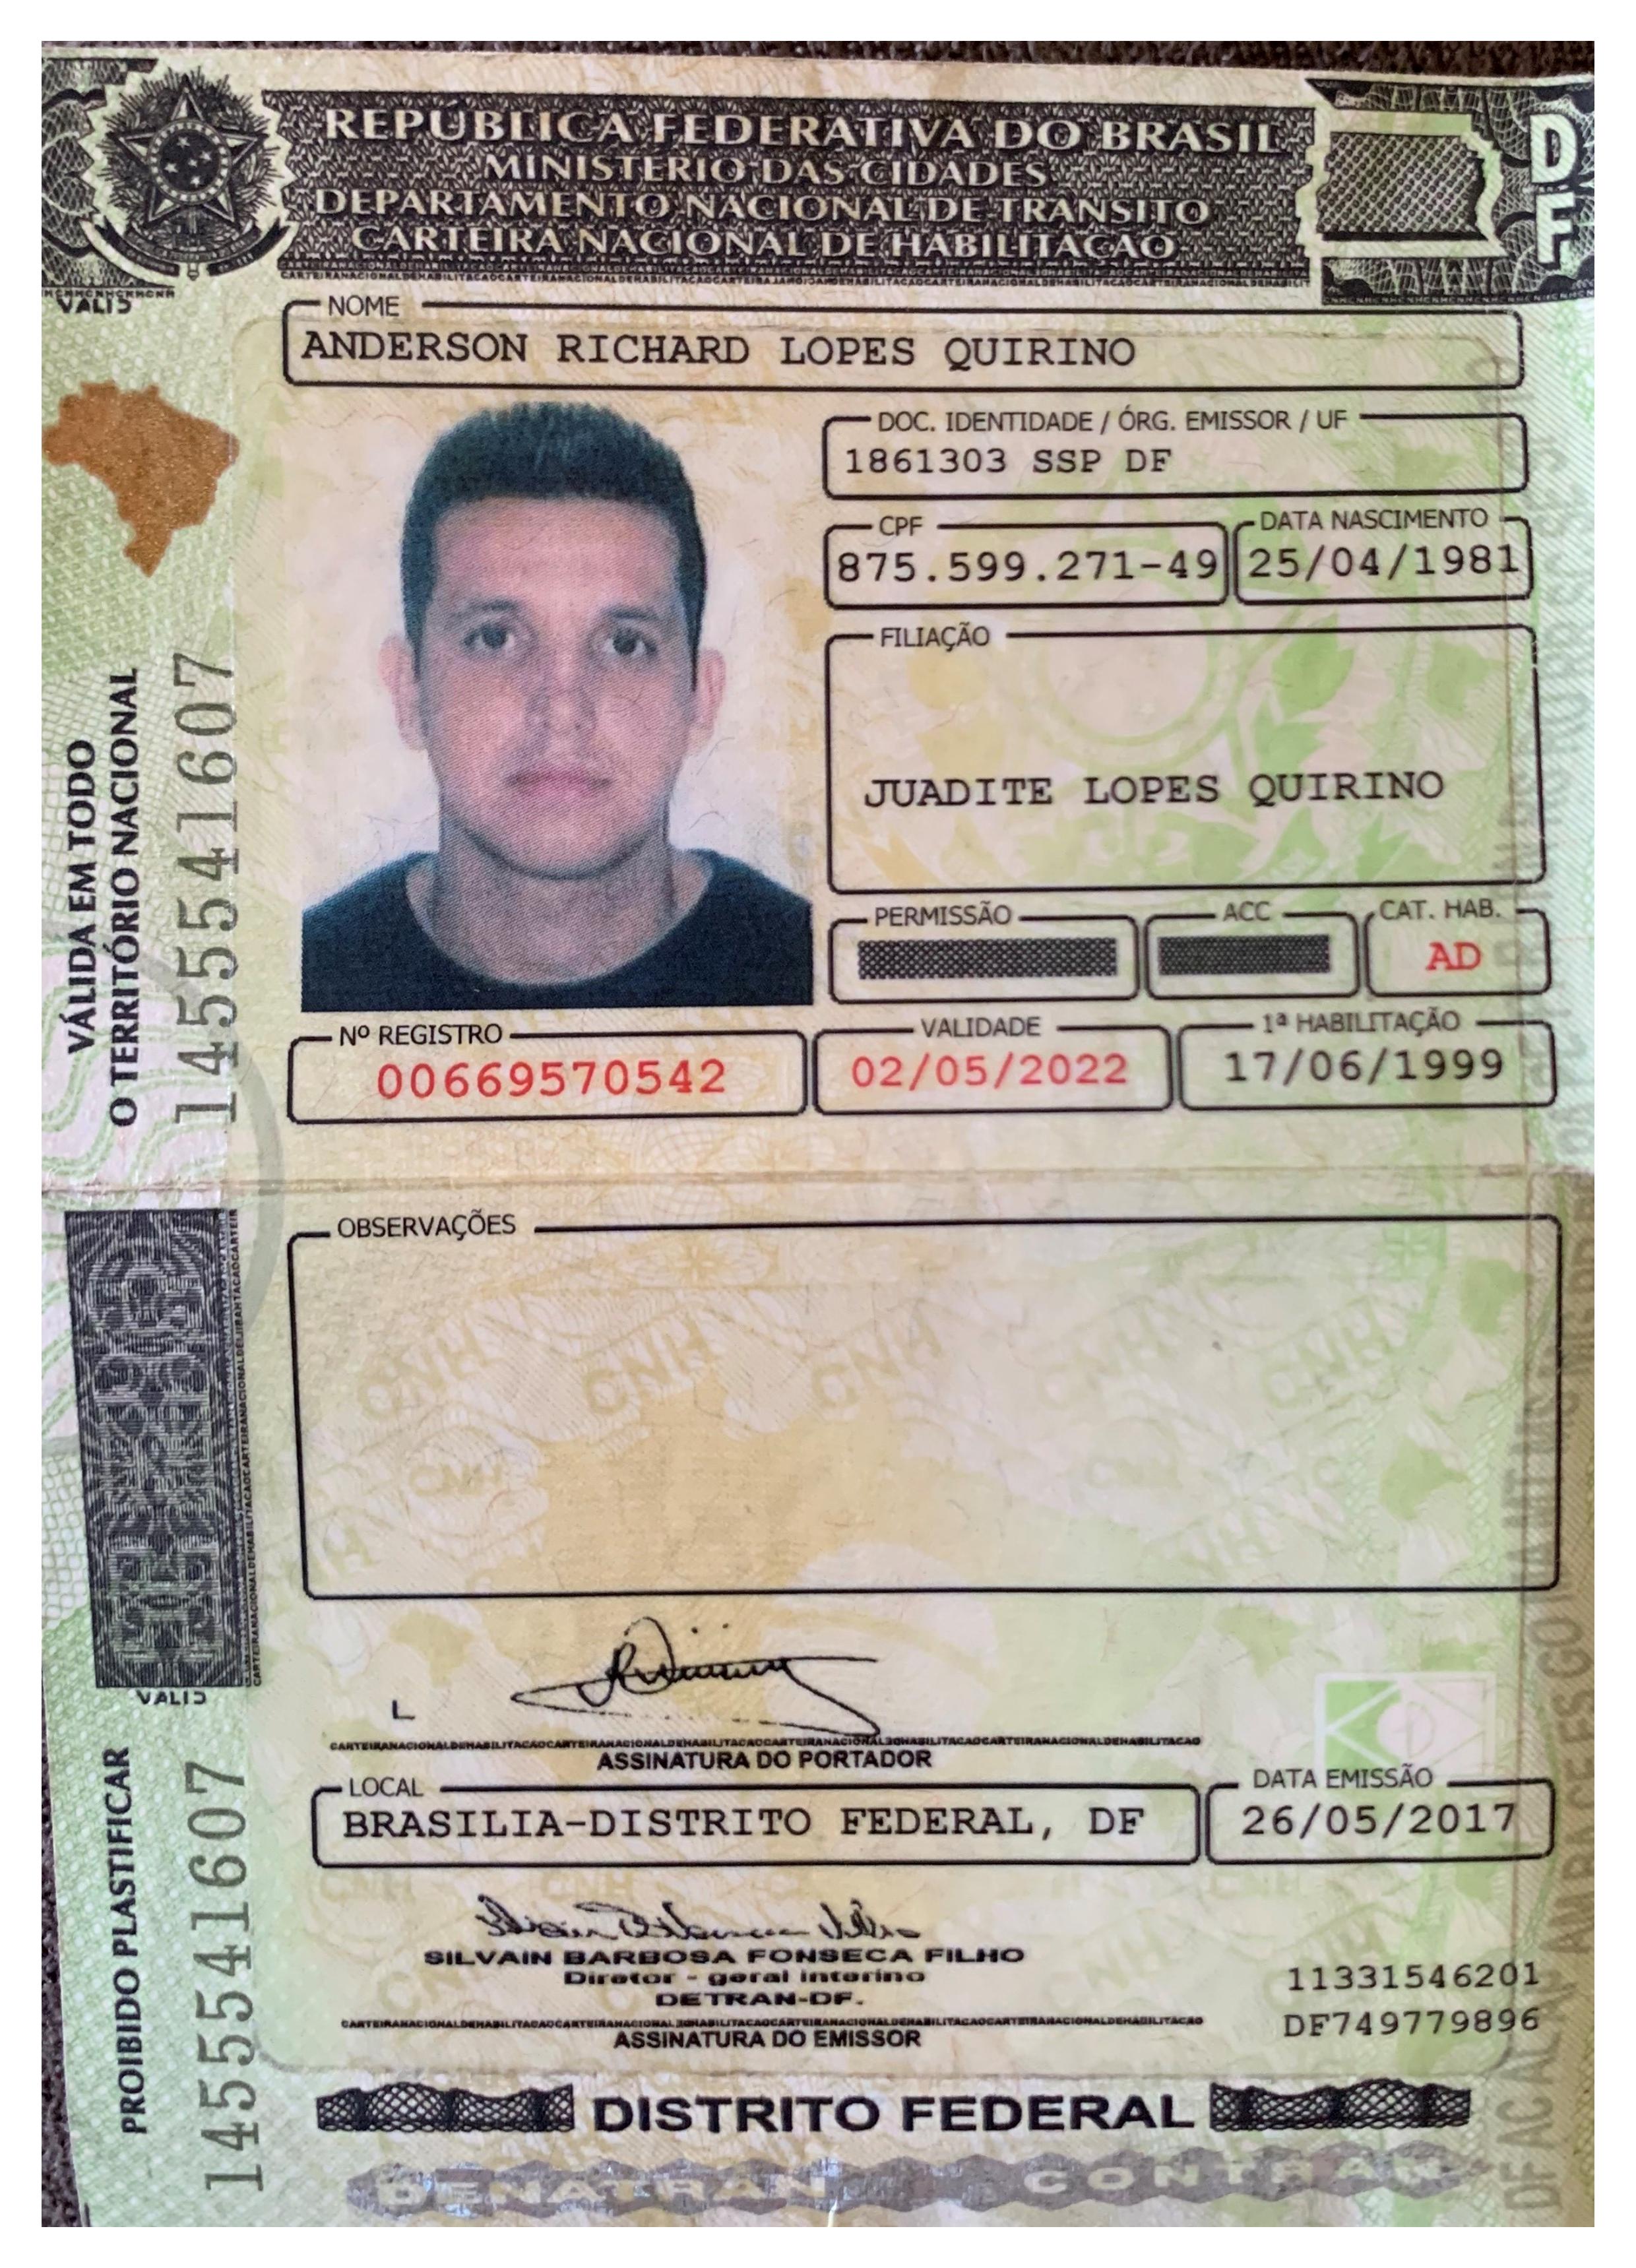 REPÚBLICA FEDERATIVA DO BRASIL
MINISTERIO DAS CIDADES
DEPARTAMENTO NACIONAL DE TRANSITO
CARTEIRA NACIONAL DE HABILITACAO
DF
VALID
NOME
ANDERSON RICHARD LOPES QUIRINO
DOC. IDENTIDADE / ÓRG. EMISSOR / UF
1861303 SSP DF
CPF
875.599.271-49
DATA NASCIMENTO
25/04/1981
FILIAÇÃO
JUADITE LOPES QUIRINO
PERMISSÃO
ACC
CAT. HAB.
AD
Nº REGISTRO
00669570542
VALIDADE
02/05/2022
1ª HABILITAÇÃO
17/06/1999
VÁLIDA EM TODO
O TERRITÓRIO NACIONAL
1455541607
OBSERVAÇÕES
VALID
ASSINATURA DO PORTADOR
LOCAL
BRASILIA-DISTRITO FEDERAL, DF
DATA EMISSÃO
26/05/2017
SILVAIN BARBOSA FONSECA FILHO
Diretor - geral interino
DETRAN-DF.
ASSINATURA DO EMISSOR
11331546201
DF749779896
PROIBIDO PLASTIFICAR
1455541607
DISTRITO FEDERAL
DENATRAN CONTRAN